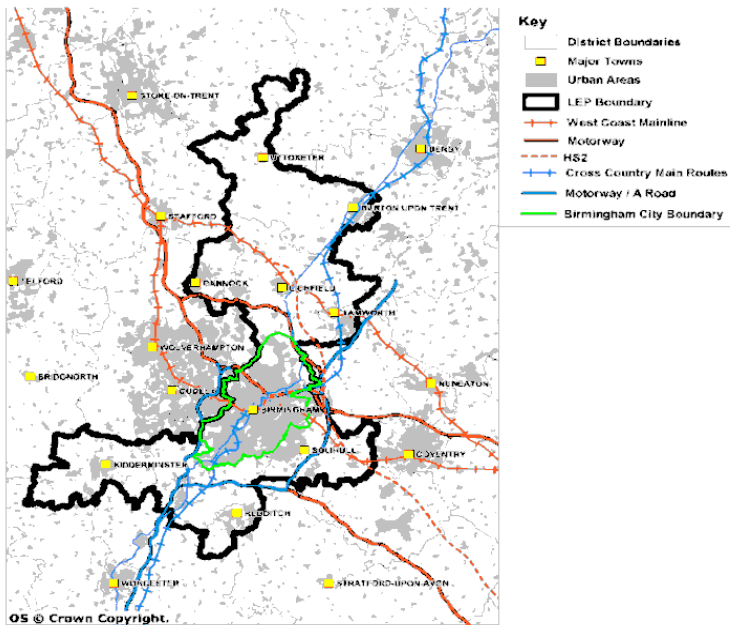 Key
District Boundaries
Major Towns
Urban Areas
LEP Boundary
West Coast Mainline
Motorway
HS2
Cross Country Main Routes
Motorway / A Road
Birmingham City Boundary
STOKE-ON-TRENT
UTTOXETER
DERBY
BURTON UPON TRENT
STAFFORD
TELFORD
CANNOCK
LICHFIELD
TAMWORTH
WOLVERHAMPTON
BRIDGNORTH
DUDLEY
NUNEATON
BIRMINGHAM
SOLIHULL
COVENTRY
KIDDERMINSTER
REDDITCH
WORCESTER
STRATFORD-UPON-AVON
OS © Crown Copyright.